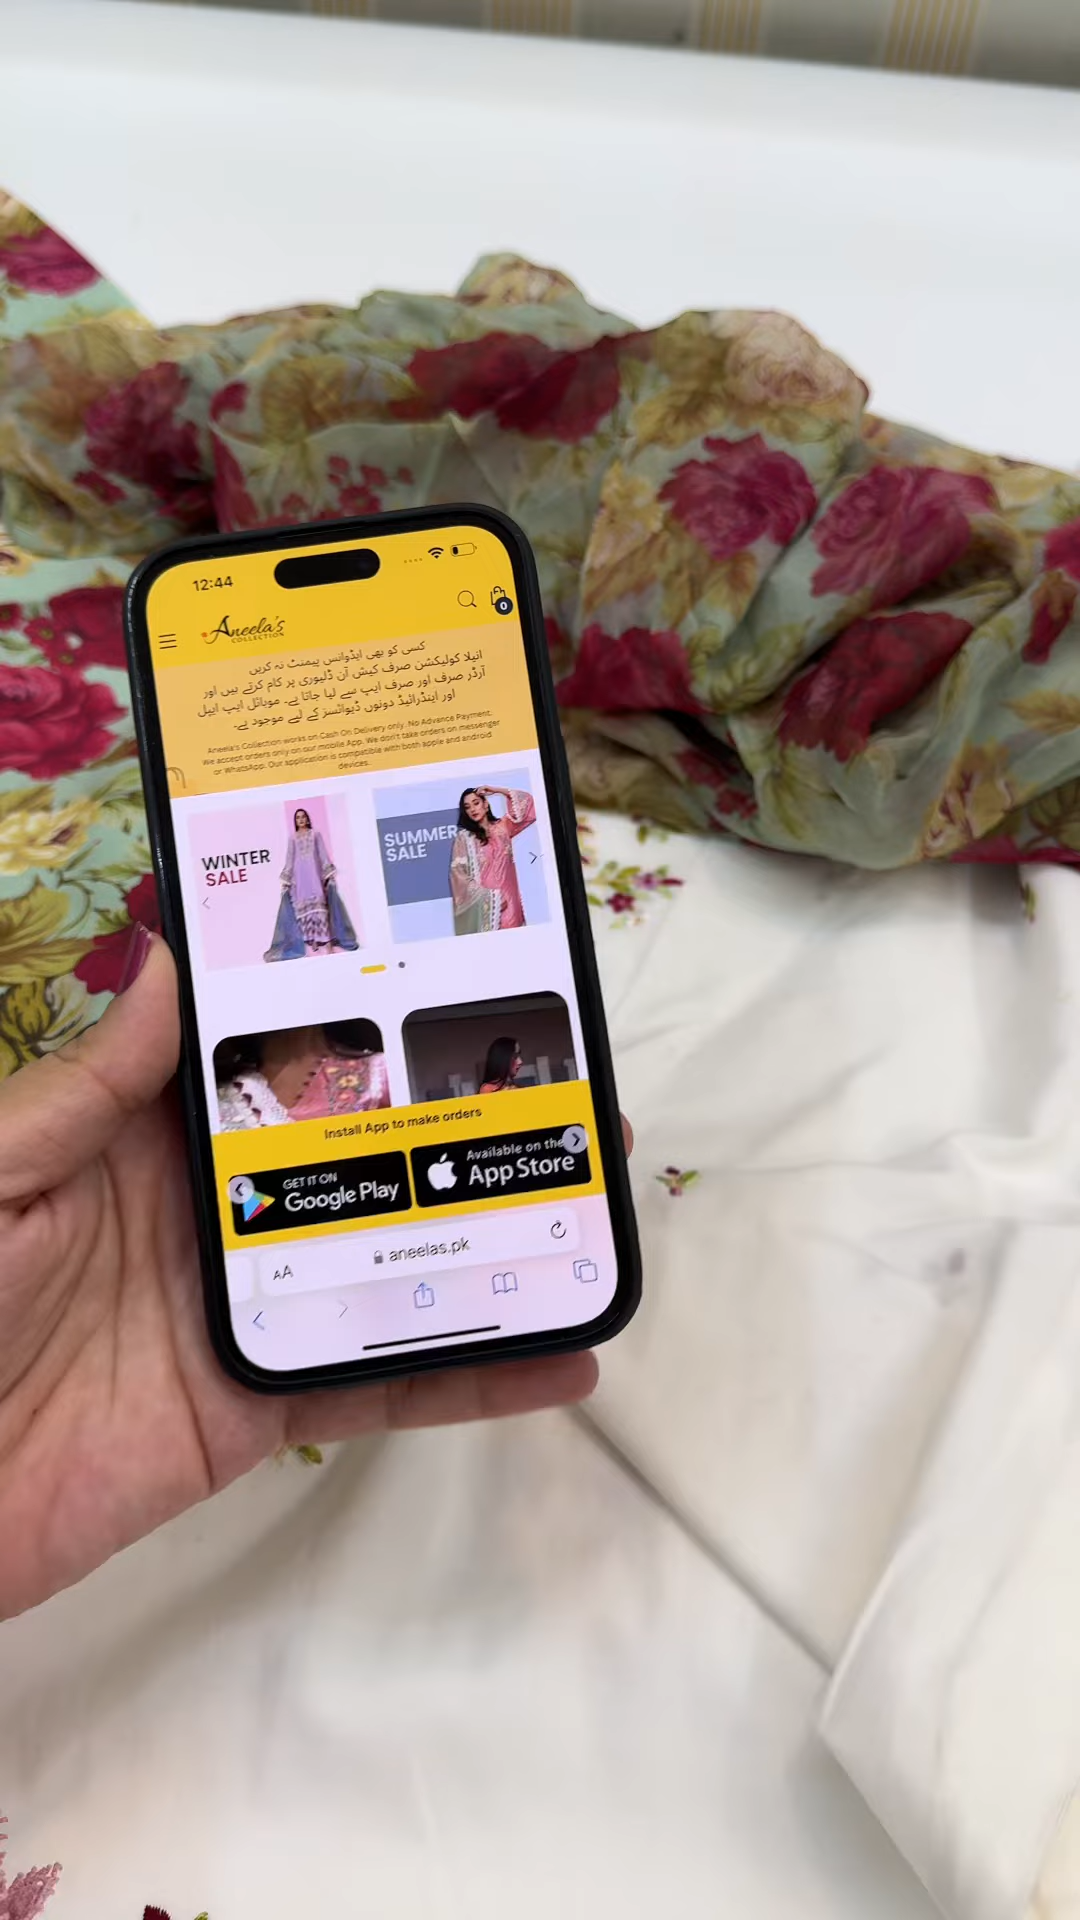 12:44
Aneela's
COLLECTION
0
کسی کو بھی ایڈوانس پیمنٹ نہ کریں
انیلا کولیکشن صرف کیش آن ڈلیوری پر کام کرتے ہیں اور
آرڈر صرف اور صرف ایپ سے لیا جاتا ہے۔ موبائل ایپ ایپل
اور اینڈرائیڈ دونوں ڈیوائسز کے لیے موجود ہے۔
Aneela's Collection works on Cash On Delivery only. No Advance Payment.
We accept orders only on our mobile App. We don't take orders on messenger
or WhatsApp. Our application is compatible with both apple and android
devices.
WINTER
SALE
SUMMER
SALE
Install App to make orders
GET IT ON
Google Play
Available on the
App Store
AA
aneelas.pk